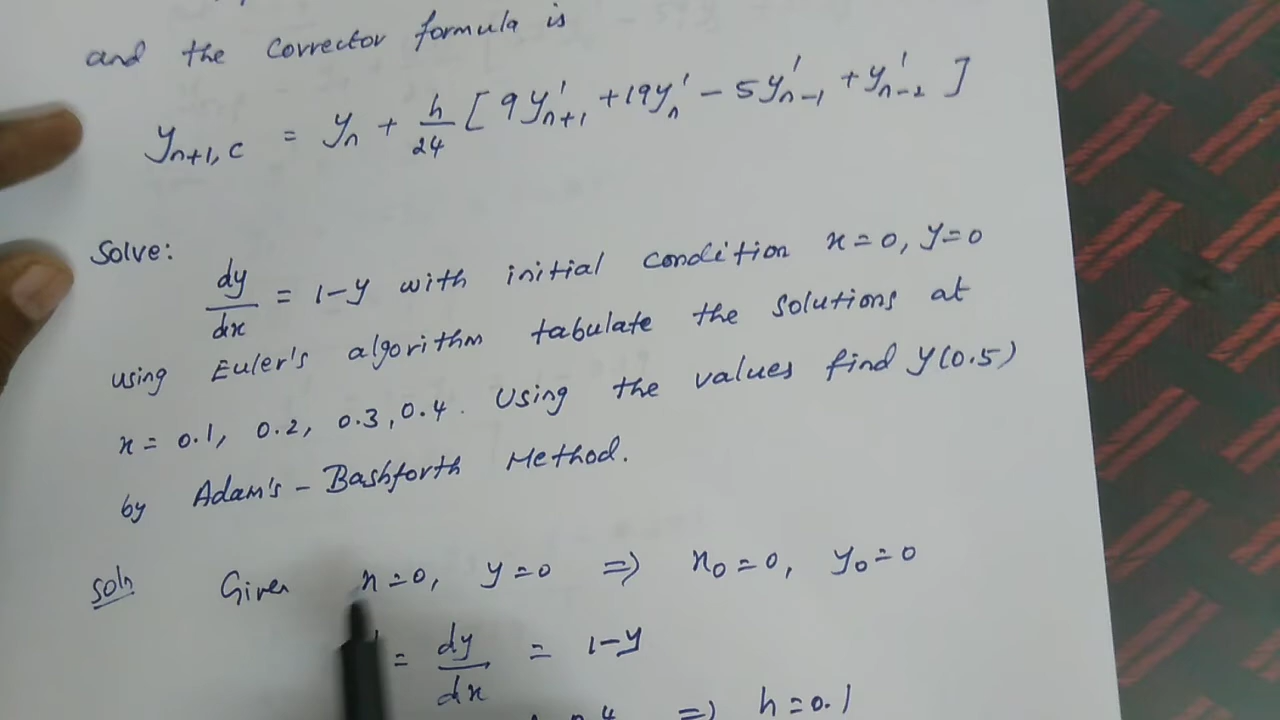 and the corrector formula is
yₙ₊₁,c = yₙ + h/24 [9y'ₙ₊₁ + 19y'ₙ − 5y'ₙ₋₁ + y'ₙ₋₂]
Solve:
dy/dx = 1-y with initial condition x=0, y=0
using Euler's algorithm tabulate the solutions at
x = 0.1, 0.2, 0.3, 0.4. Using the values find y(0.5)
by Adam's - Bashforth Method.
Soln Given x=0, y=0 ⇒ x₀=0, y₀=0
= dy/dx = 1-y
⇒ h=0.1